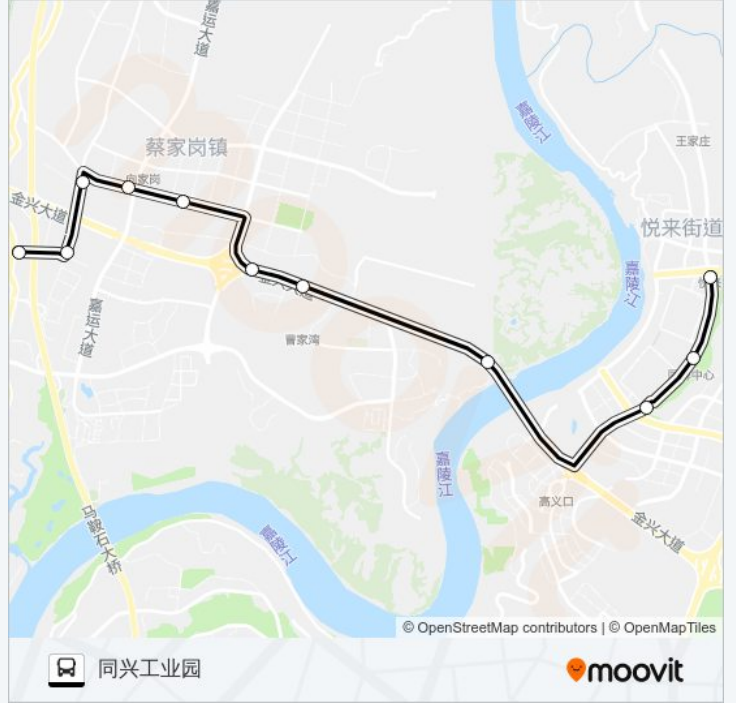 嘉运大道
嘉陵江
蔡家岗镇
王家庄
向家岗
金兴大道
悦来街道
嘉陵江
嘉运大道
曾家湾
中心
嘉陵江
高义口
马鞍石大桥
嘉陵江
金兴大道
© OpenStreetMap contributors | © OpenMapTiles
同兴工业园
moovit